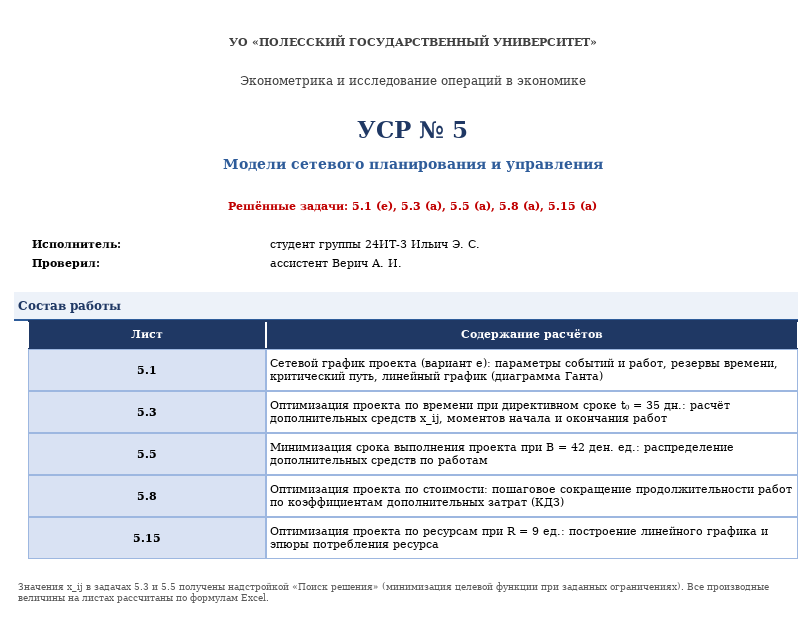 УО «ПОЛЕССКИЙ ГОСУДАРСТВЕННЫЙ УНИВЕРСИТЕТ»
Эконометрика и исследование операций в экономике
УСР № 5
Модели сетевого планирования и управления
Решённые задачи: 5.1 (е), 5.3 (а), 5.5 (а), 5.8 (а), 5.15 (а)
Исполнитель: студент группы 24ИТ-3 Ильич Э. С.
Проверил: ассистент Верич А. И.
Состав работы
Лист Содержание расчётов
5.1 Сетевой график проекта (вариант е): параметры событий и работ, резервы времени,
критический путь, линейный график (диаграмма Ганта)
5.3 Оптимизация проекта по времени при директивном сроке t₀ = 35 дн.: расчёт
дополнительных средств x_ij, моментов начала и окончания работ
5.5 Минимизация срока выполнения проекта при B = 42 ден. ед.: распределение
дополнительных средств по работам
5.8 Оптимизация проекта по стоимости: пошаговое сокращение продолжительности работ
по коэффициентам дополнительных затрат (КДЗ)
5.15 Оптимизация проекта по ресурсам при R = 9 ед.: построение линейного графика и
эпюры потребления ресурса
Значения x_ij в задачах 5.3 и 5.5 получены надстройкой «Поиск решения» (минимизация целевой функции при заданных ограничениях). Все производные
величины на листах рассчитаны по формулам Excel.